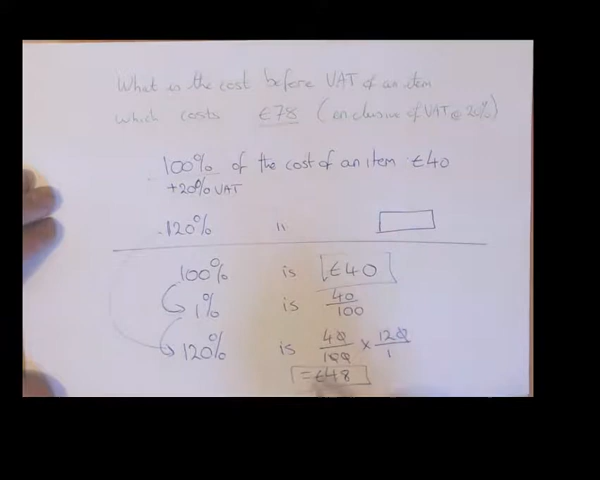 What is the cost before VAT of an item
which costs €78 (enclusive of VAT @ 20%)
100% of the cost of an item €40
+20% VAT
120% "
100% is €40
1% is 40/100
120% is 40/100 x 120/1
= €48